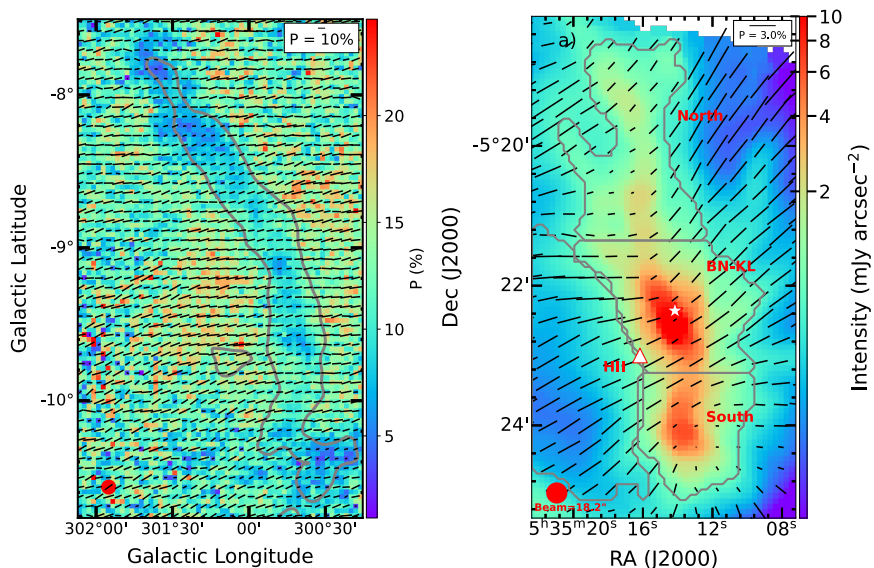 P = 10%
-8°
-9°
-10°
Galactic Latitude
302°00′
301°30′
00′
300°30′
Galactic Longitude
20
15
10
5
P (%)
a)
P = 3.0%
North
BN-KL
HII
South
Beam=18.2"
-5°20′
22′
24′
Dec (J2000)
5ʰ35ᵐ20ˢ
16ˢ
12ˢ
08ˢ
RA (J2000)
10
8
6
4
2
Intensity (mJy arcsec⁻²)